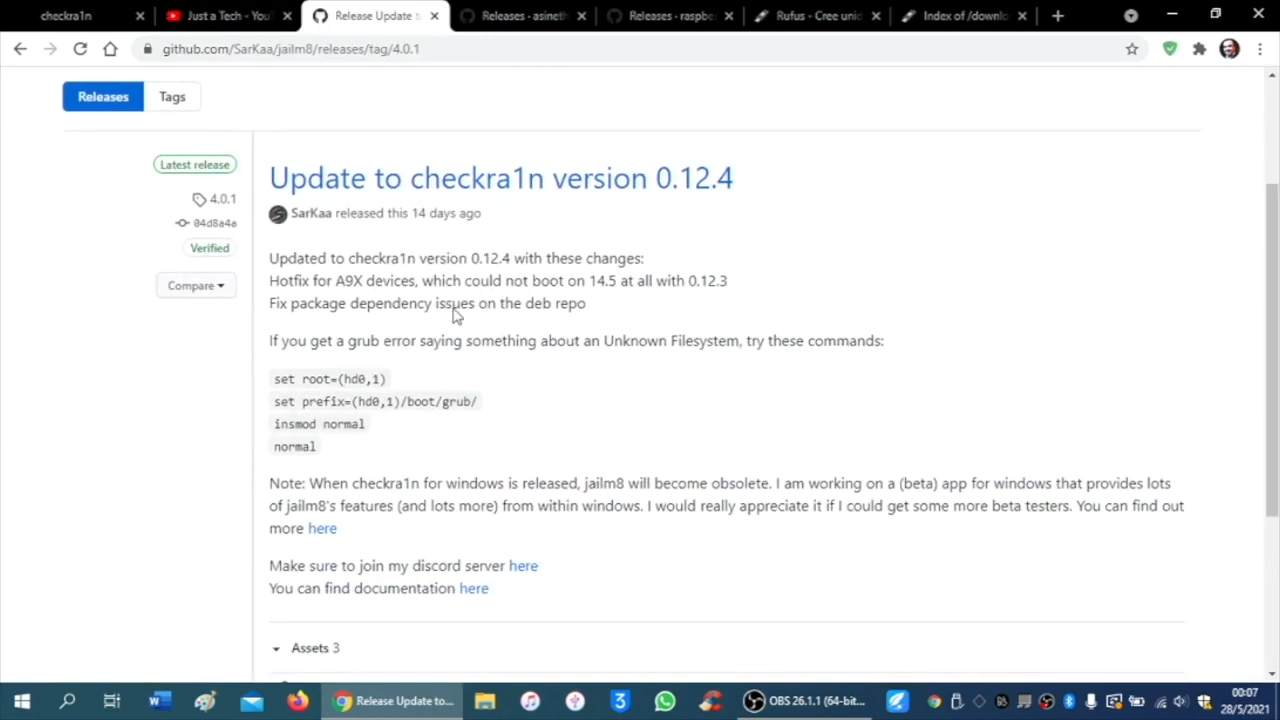 checkra1n
Just a Tech - YouT
Release Update to
Releases - asineth
Releases - raspbe
Rufus - Cree unid
Index of /downlo
github.com/SarKaa/jailm8/releases/tag/4.0.1
Releases
Tags
Latest release
4.0.1
04d8a4a
Verified
Compare
Update to checkra1n version 0.12.4
SarKaa released this 14 days ago
Updated to checkra1n version 0.12.4 with these changes:
Hotfix for A9X devices, which could not boot on 14.5 at all with 0.12.3
Fix package dependency issues on the deb repo
If you get a grub error saying something about an Unknown Filesystem, try these commands:
set root=(hd0,1)
set prefix=(hd0,1)/boot/grub/
insmod normal
normal
Note: When checkra1n for windows is released, jailm8 will become obsolete. I am working on a (beta) app for windows that provides lots
of jailm8's features (and lots more) from within windows. I would really appreciate it if I could get some more beta testers. You can find out
more here
Make sure to join my discord server here
You can find documentation here
Assets 3
Release Update to...
OBS 26.1.1 (64-bit...
00:07
28/5/2021